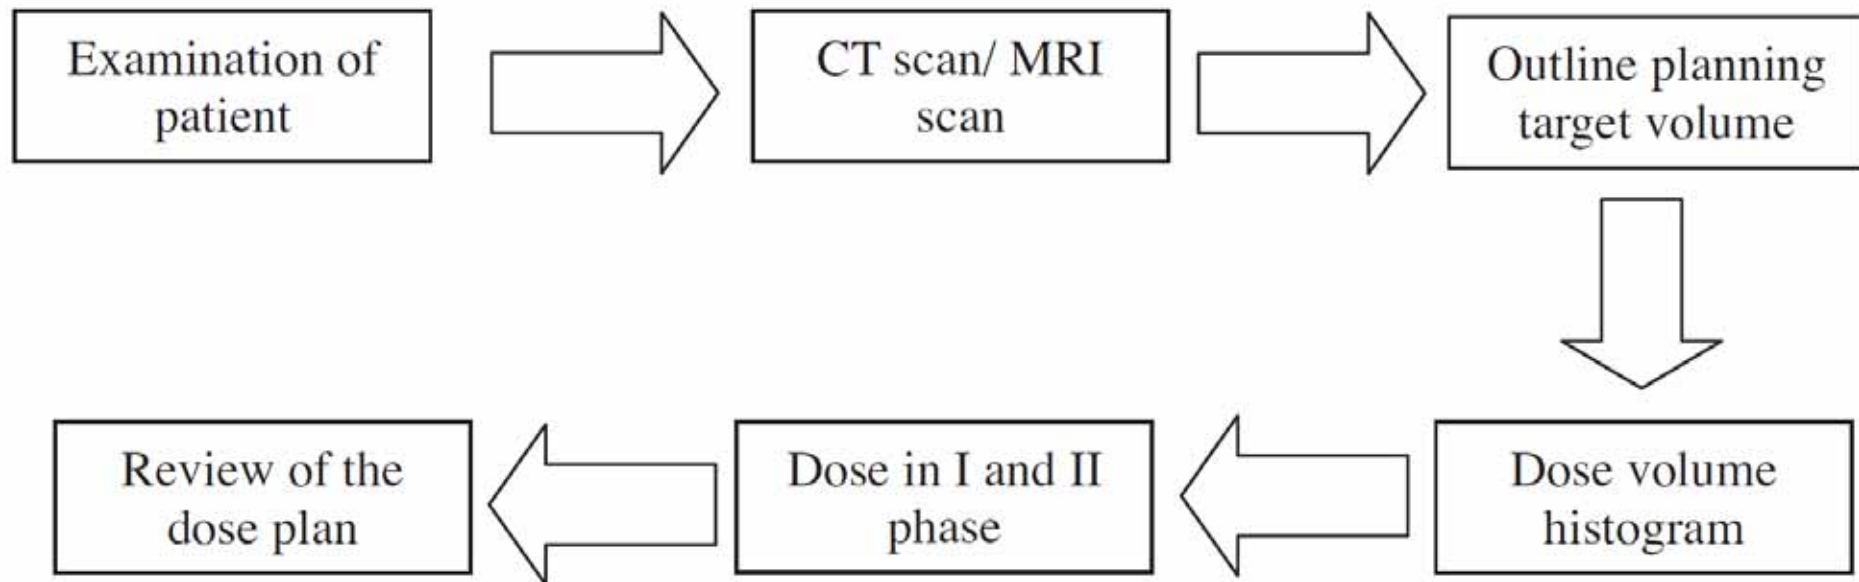 Examination of
patient
CT scan/ MRI
scan
Outline planning
target volume
Dose volume
histogram
Dose in I and II
phase
Review of the
dose plan